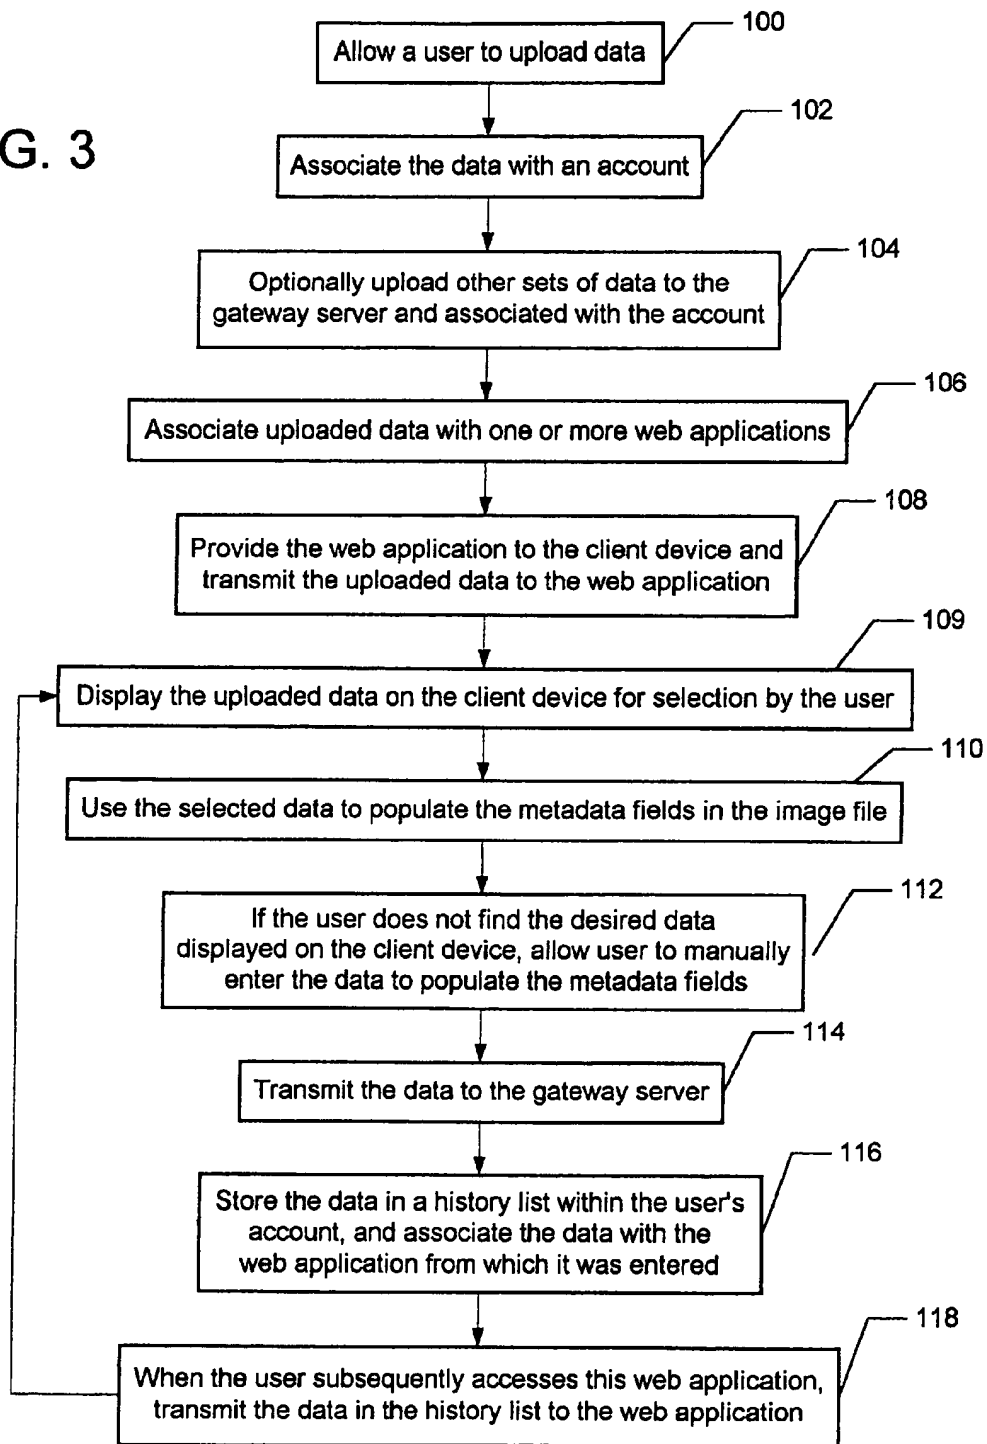 100
Allow a user to upload data
G. 3
102
Associate the data with an account
104
Optionally upload other sets of data to the
gateway server and associated with the account
106
Associate uploaded data with one or more web applications
108
Provide the web application to the client device and
transmit the uploaded data to the web application
109
Display the uploaded data on the client device for selection by the user
110
Use the selected data to populate the metadata fields in the image file
112
If the user does not find the desired data
displayed on the client device, allow user to manually
enter the data to populate the metadata fields
114
Transmit the data to the gateway server
116
Store the data in a history list within the user's
account, and associate the data with the
web application from which it was entered
118
When the user subsequently accesses this web application,
transmit the data in the history list to the web application